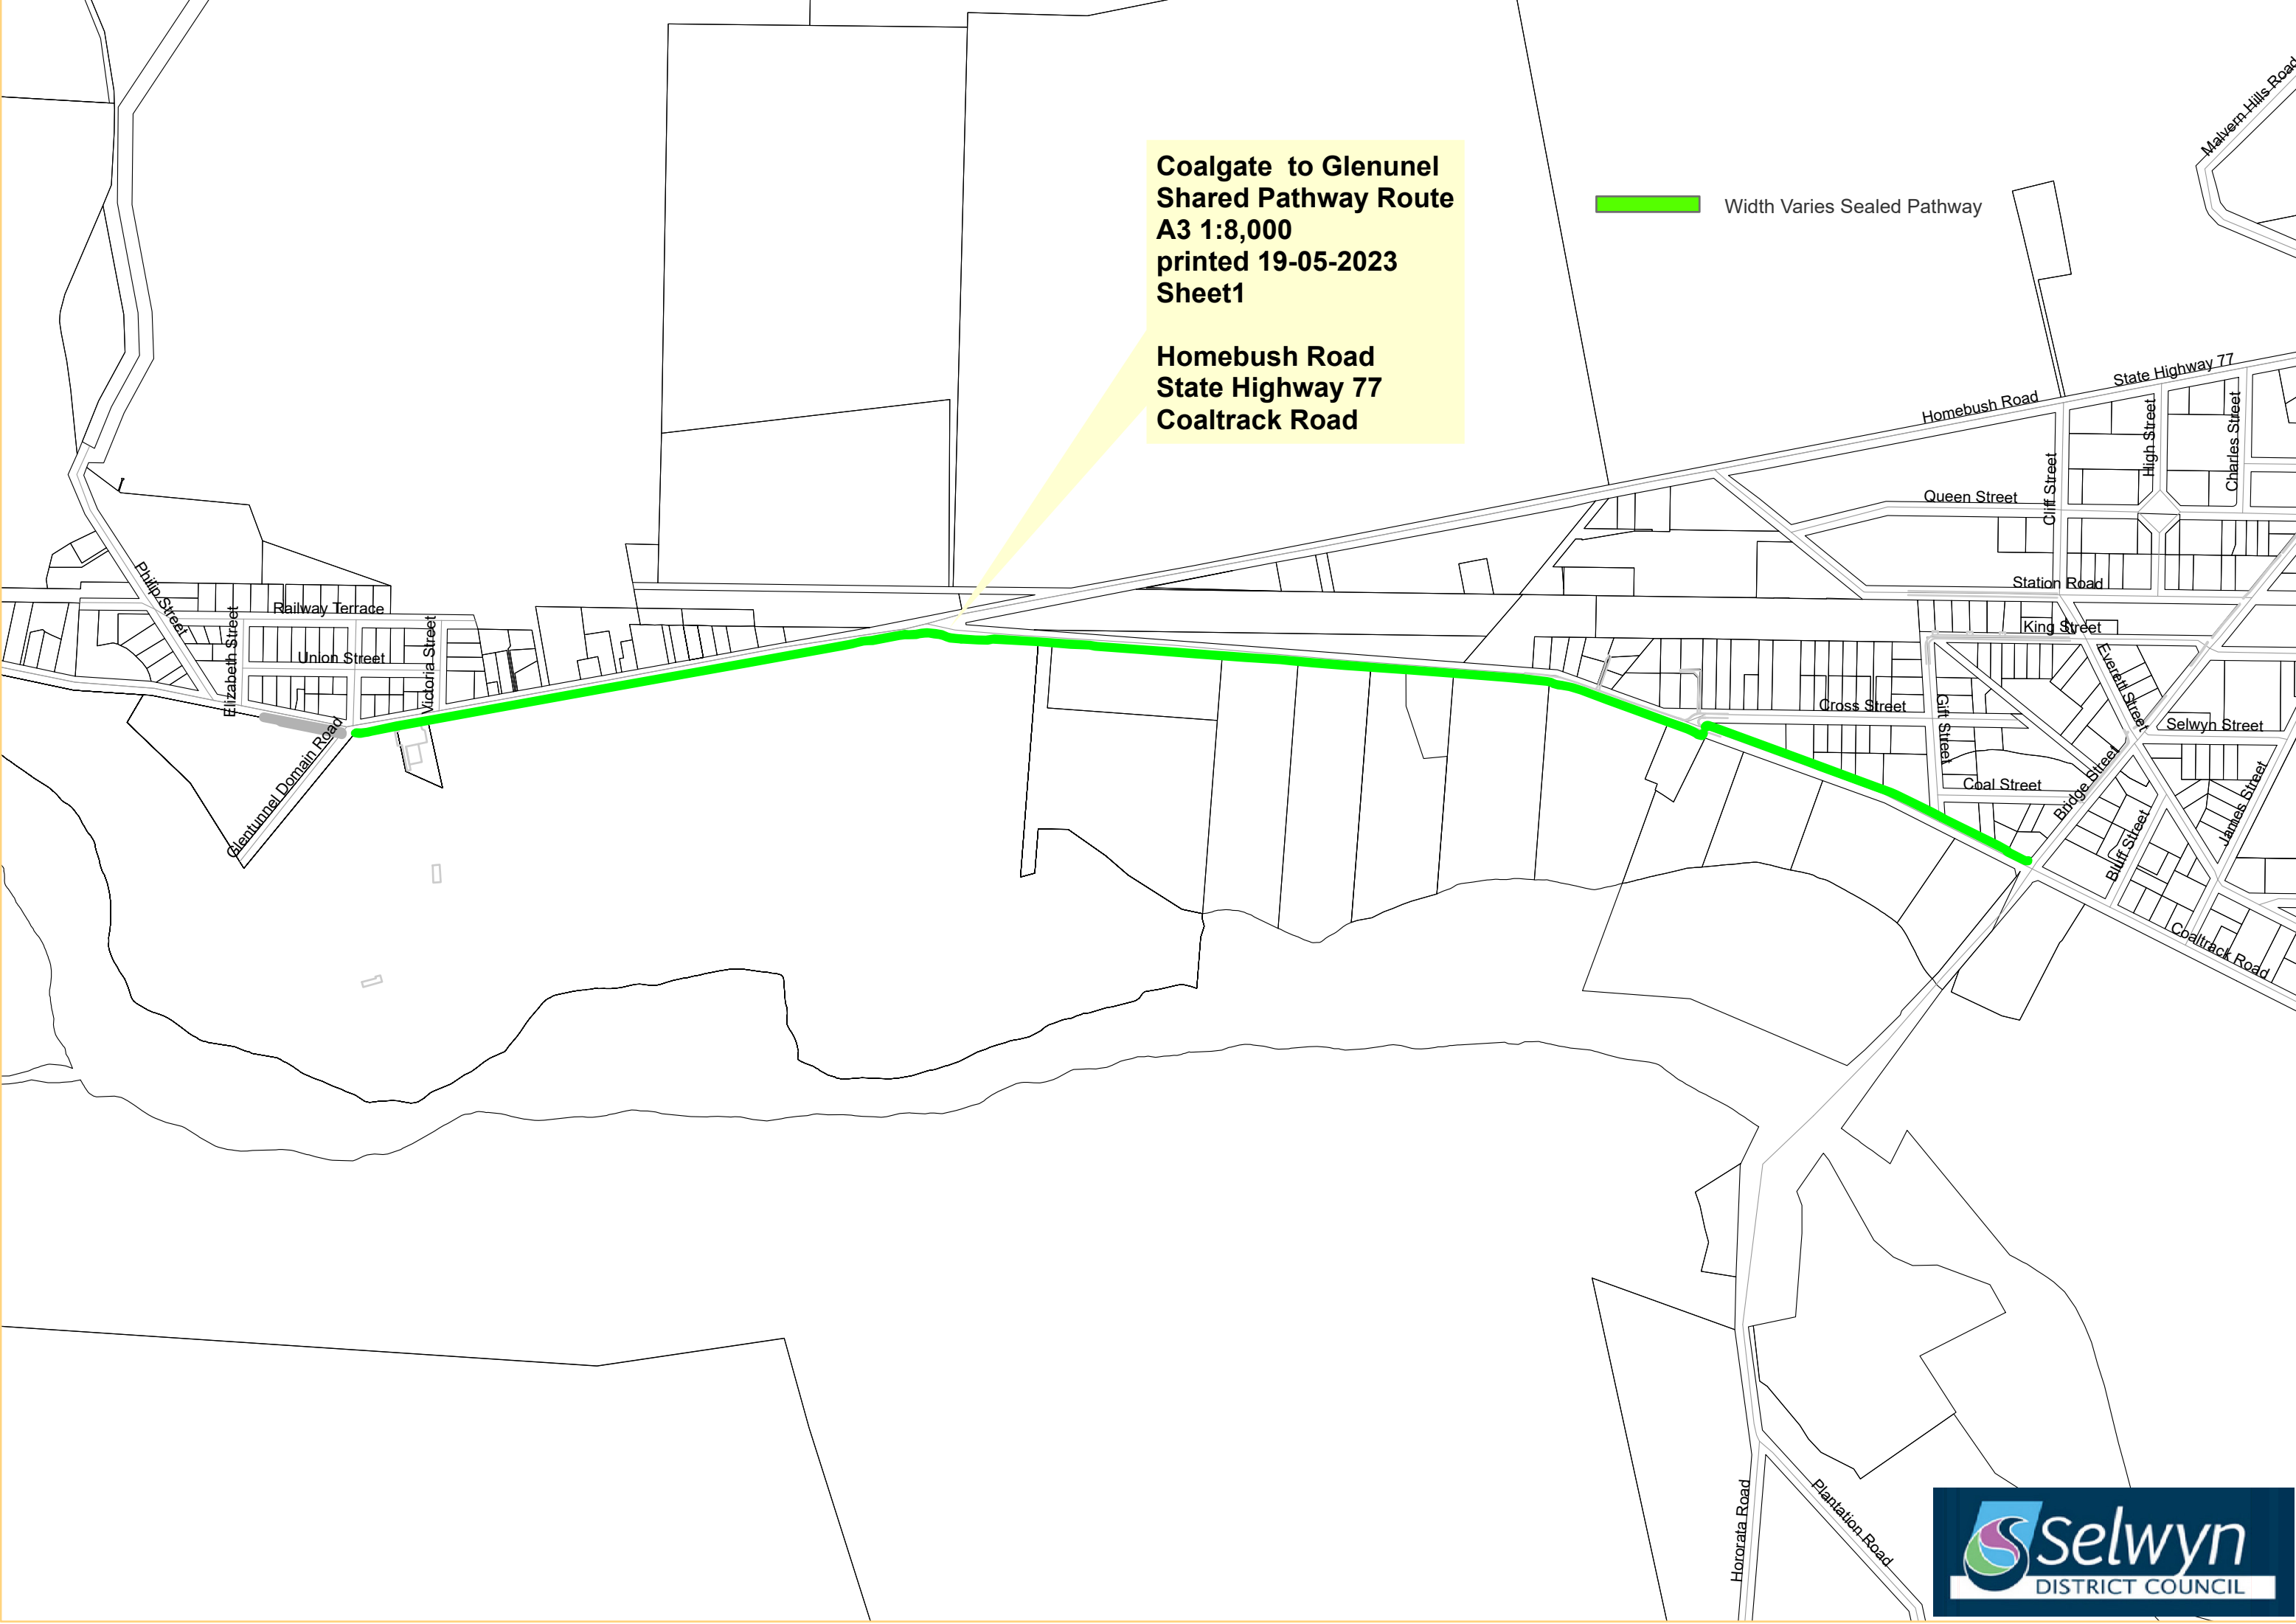 Malvern Hills Road
Coalgate  to Glenunel
Shared Pathway Route
A3 1:8,000
printed 19-05-2023
Sheet1
Homebush Road
State Highway 77
Coaltrack Road
Width Varies Sealed Pathway
State Highway 77
Homebush Road
High Street
Charles Street
Cliff Street
Queen Street
Station Road
King Street
Everett Street
Philip Street
Railway Terrace
Elizabeth Street
Union Street
Victoria Street
Glentunnel Domain Road
Cross Street
Gift Street
Selwyn Street
Coal Street
Bridge Street
James Street
Bluff Street
Coaltrack Road
Hororata Road
Plantation Road
Selwyn
DISTRICT COUNCIL